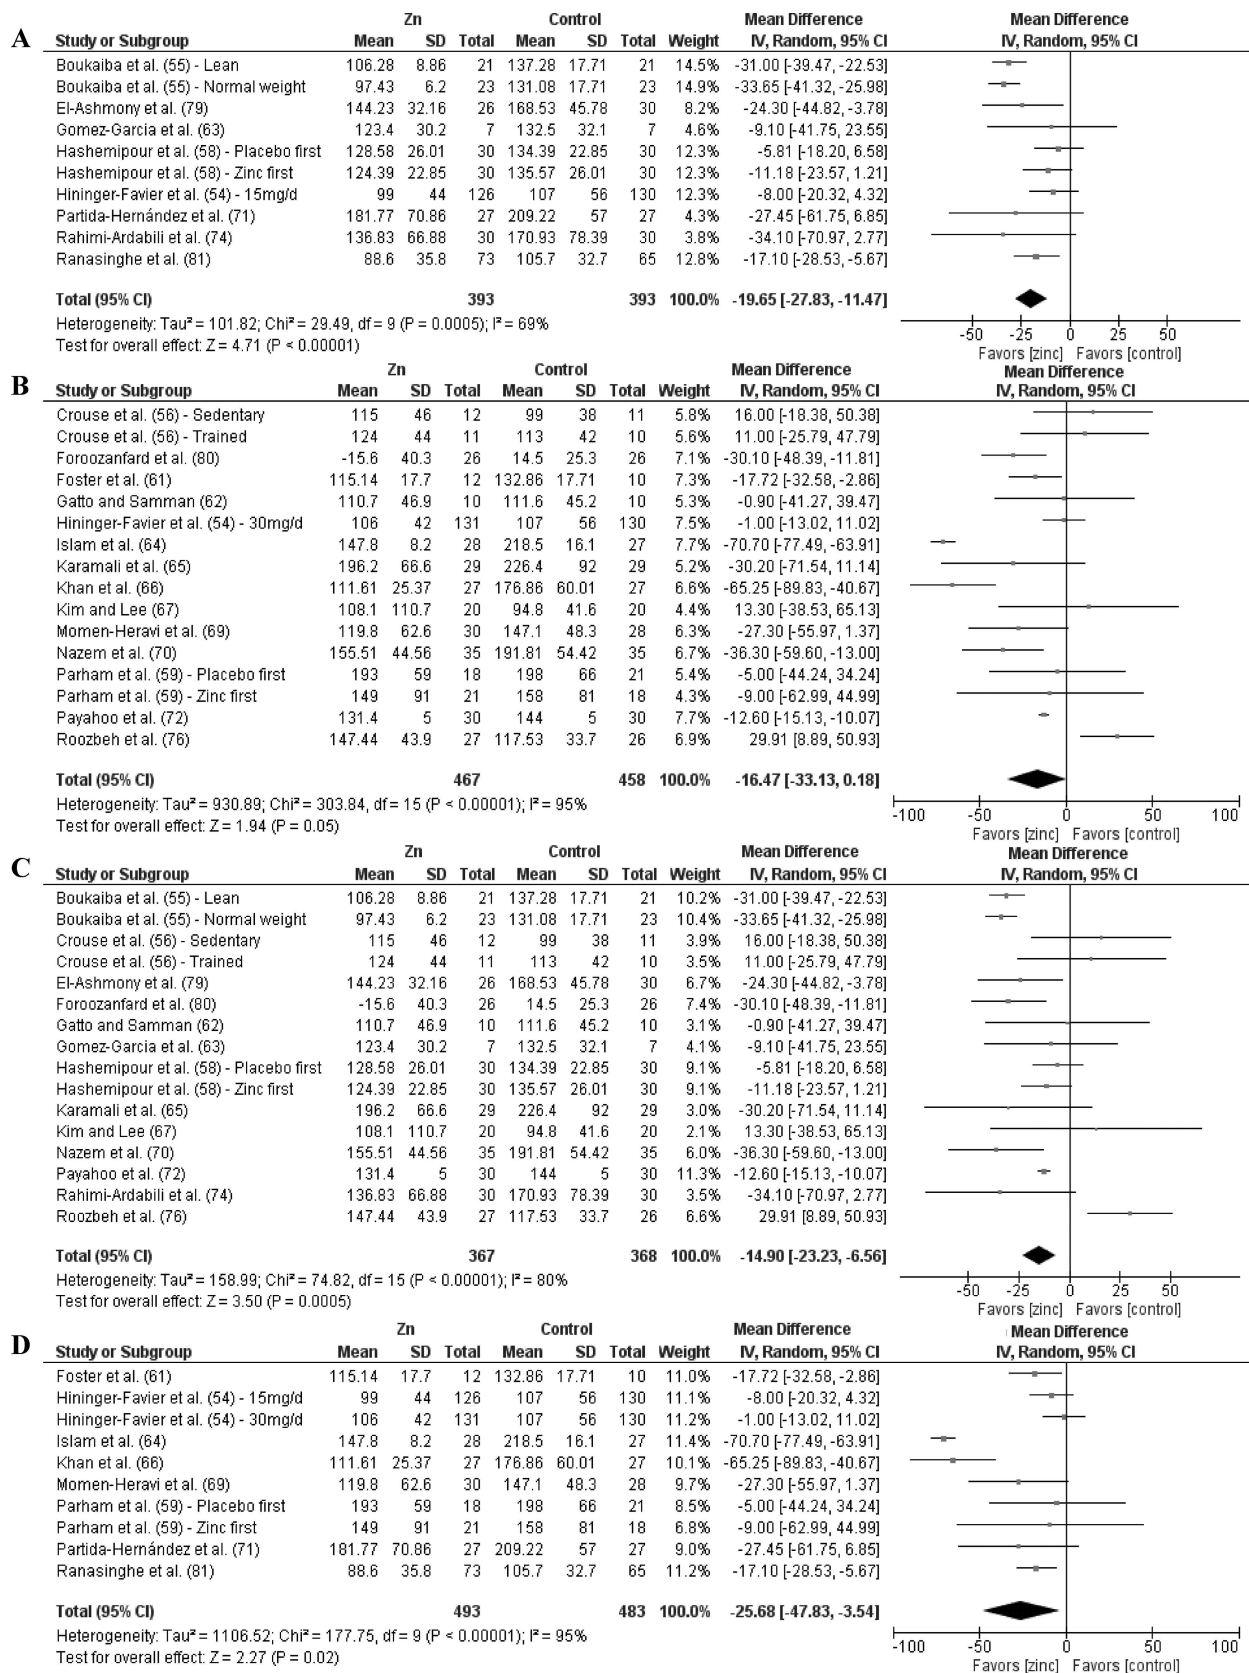 A
Zn Control Mean Difference Mean Difference
Study or Subgroup Mean SD Total Mean SD Total Weight IV, Random, 95% CI IV, Random, 95% CI
Boukaiba et al. (55) - Lean 106.28 8.86 21 137.28 17.71 21 14.5% -31.00 [-39.47, -22.53]
Boukaiba et al. (55) - Normal weight 97.43 6.2 23 131.08 17.71 23 14.9% -33.65 [-41.32, -25.98]
El-Ashmony et al. (79) 144.23 32.16 26 168.53 45.78 30 8.2% -24.30 [-44.82, -3.78]
Gomez-Garcia et al. (63) 123.4 30.2 7 132.5 32.1 7 4.6% -9.10 [-41.75, 23.55]
Hashemipour et al. (58) - Placebo first 128.58 26.01 30 134.39 22.85 30 12.3% -5.81 [-18.20, 6.58]
Hashemipour et al. (58) - Zinc first 124.39 22.85 30 135.57 26.01 30 12.3% -11.18 [-23.57, 1.21]
Hininger-Favier et al. (54) - 15mg/d 99 44 126 107 56 130 12.3% -8.00 [-20.32, 4.32]
Partida-Hernández et al. (71) 181.77 70.86 27 209.22 57 27 4.3% -27.45 [-61.75, 6.85]
Rahimi-Ardabili et al. (74) 136.83 66.88 30 170.93 78.39 30 3.8% -34.10 [-70.97, 2.77]
Ranasinghe et al. (81) 88.6 35.8 73 105.7 32.7 65 12.8% -17.10 [-28.53, -5.67]
Total (95% CI) 393 393 100.0% -19.65 [-27.83, -11.47]
Heterogeneity: Tau² = 101.82; Chi² = 29.49, df = 9 (P = 0.0005); I² = 69%
Test for overall effect: Z = 4.71 (P < 0.00001)
-50 -25 0 25 50
Favors [zinc] Favors [control]
B
Zn Control Mean Difference Mean Difference
Study or Subgroup Mean SD Total Mean SD Total Weight IV, Random, 95% CI IV, Random, 95% CI
Crouse et al. (56) - Sedentary 115 46 12 99 38 11 5.8% 16.00 [-18.38, 50.38]
Crouse et al. (56) - Trained 124 44 11 113 42 10 5.6% 11.00 [-25.79, 47.79]
Foroozanfard et al. (80) -15.6 40.3 26 14.5 25.3 26 7.1% -30.10 [-48.39, -11.81]
Foster et al. (61) 115.14 17.7 12 132.86 17.71 10 7.3% -17.72 [-32.58, -2.86]
Gatto and Samman (62) 110.7 46.9 10 111.6 45.2 10 5.3% -0.90 [-41.27, 39.47]
Hininger-Favier et al. (54) - 30mg/d 106 42 131 107 56 130 7.5% -1.00 [-13.02, 11.02]
Islam et al. (64) 147.8 8.2 28 218.5 16.1 27 7.7% -70.70 [-77.49, -63.91]
Karamali et al. (65) 196.2 66.6 29 226.4 92 29 5.2% -30.20 [-71.54, 11.14]
Khan et al. (66) 111.61 25.37 27 176.86 60.01 27 6.6% -65.25 [-89.83, -40.67]
Kim and Lee (67) 108.1 110.7 20 94.8 41.6 20 4.4% 13.30 [-38.53, 65.13]
Momen-Heravi et al. (69) 119.8 62.6 30 147.1 48.3 28 6.3% -27.30 [-55.97, 1.37]
Nazem et al. (70) 155.51 44.56 35 191.81 54.42 35 6.7% -36.30 [-59.60, -13.00]
Parham et al. (59) - Placebo first 193 59 18 198 66 21 5.4% -5.00 [-44.24, 34.24]
Parham et al. (59) - Zinc first 149 91 21 158 81 18 4.3% -9.00 [-62.99, 44.99]
Payahoo et al. (72) 131.4 5 30 144 5 30 7.7% -12.60 [-15.13, -10.07]
Roozbeh et al. (76) 147.44 43.9 27 117.53 33.7 26 6.9% 29.91 [8.89, 50.93]
Total (95% CI) 467 458 100.0% -16.47 [-33.13, 0.18]
Heterogeneity: Tau² = 930.89; Chi² = 303.84, df = 15 (P < 0.00001); I² = 95%
Test for overall effect: Z = 1.94 (P = 0.05)
-100 -50 0 50 100
Favors [zinc] Favors [control]
C
Zn Control Mean Difference Mean Difference
Study or Subgroup Mean SD Total Mean SD Total Weight IV, Random, 95% CI IV, Random, 95% CI
Boukaiba et al. (55) - Lean 106.28 8.86 21 137.28 17.71 21 10.2% -31.00 [-39.47, -22.53]
Boukaiba et al. (55) - Normal weight 97.43 6.2 23 131.08 17.71 23 10.4% -33.65 [-41.32, -25.98]
Crouse et al. (56) - Sedentary 115 46 12 99 38 11 3.9% 16.00 [-18.38, 50.38]
Crouse et al. (56) - Trained 124 44 11 113 42 10 3.5% 11.00 [-25.79, 47.79]
El-Ashmony et al. (79) 144.23 32.16 26 168.53 45.78 30 6.7% -24.30 [-44.82, -3.78]
Foroozanfard et al. (80) -15.6 40.3 26 14.5 25.3 26 7.4% -30.10 [-48.39, -11.81]
Gatto and Samman (62) 110.7 46.9 10 111.6 45.2 10 3.1% -0.90 [-41.27, 39.47]
Gomez-Garcia et al. (63) 123.4 30.2 7 132.5 32.1 7 4.1% -9.10 [-41.75, 23.55]
Hashemipour et al. (58) - Placebo first 128.58 26.01 30 134.39 22.85 30 9.1% -5.81 [-18.20, 6.58]
Hashemipour et al. (58) - Zinc first 124.39 22.85 30 135.57 26.01 30 9.1% -11.18 [-23.57, 1.21]
Karamali et al. (65) 196.2 66.6 29 226.4 92 29 3.0% -30.20 [-71.54, 11.14]
Kim and Lee (67) 108.1 110.7 20 94.8 41.6 20 2.1% 13.30 [-38.53, 65.13]
Nazem et al. (70) 155.51 44.56 35 191.81 54.42 35 6.0% -36.30 [-59.60, -13.00]
Payahoo et al. (72) 131.4 5 30 144 5 30 11.3% -12.60 [-15.13, -10.07]
Rahimi-Ardabili et al. (74) 136.83 66.88 30 170.93 78.39 30 3.5% -34.10 [-70.97, 2.77]
Roozbeh et al. (76) 147.44 43.9 27 117.53 33.7 26 6.6% 29.91 [8.89, 50.93]
Total (95% CI) 367 368 100.0% -14.90 [-23.23, -6.56]
Heterogeneity: Tau² = 158.99; Chi² = 74.82, df = 15 (P < 0.00001); I² = 80%
Test for overall effect: Z = 3.50 (P = 0.0005)
-50 -25 0 25 50
Favors [zinc] Favors [control]
D
Zn Control Mean Difference Mean Difference
Study or Subgroup Mean SD Total Mean SD Total Weight IV, Random, 95% CI IV, Random, 95% CI
Foster et al. (61) 115.14 17.7 12 132.86 17.71 10 11.0% -17.72 [-32.58, -2.86]
Hininger-Favier et al. (54) - 15mg/d 99 44 126 107 56 130 11.1% -8.00 [-20.32, 4.32]
Hininger-Favier et al. (54) - 30mg/d 106 42 131 107 56 130 11.2% -1.00 [-13.02, 11.02]
Islam et al. (64) 147.8 8.2 28 218.5 16.1 27 11.4% -70.70 [-77.49, -63.91]
Khan et al. (66) 111.61 25.37 27 176.86 60.01 27 10.1% -65.25 [-89.83, -40.67]
Momen-Heravi et al. (69) 119.8 62.6 30 147.1 48.3 28 9.7% -27.30 [-55.97, 1.37]
Parham et al. (59) - Placebo first 193 59 18 198 66 21 8.5% -5.00 [-44.24, 34.24]
Parham et al. (59) - Zinc first 149 91 21 158 81 18 6.8% -9.00 [-62.99, 44.99]
Partida-Hernández et al. (71) 181.77 70.86 27 209.22 57 27 9.0% -27.45 [-61.75, 6.85]
Ranasinghe et al. (81) 88.6 35.8 73 105.7 32.7 65 11.2% -17.10 [-28.53, -5.67]
Total (95% CI) 493 483 100.0% -25.68 [-47.83, -3.54]
Heterogeneity: Tau² = 1106.52; Chi² = 177.75, df = 9 (P < 0.00001); I² = 95%
Test for overall effect: Z = 2.27 (P = 0.02)
-100 -50 0 50 100
Favors [zinc] Favors [control]